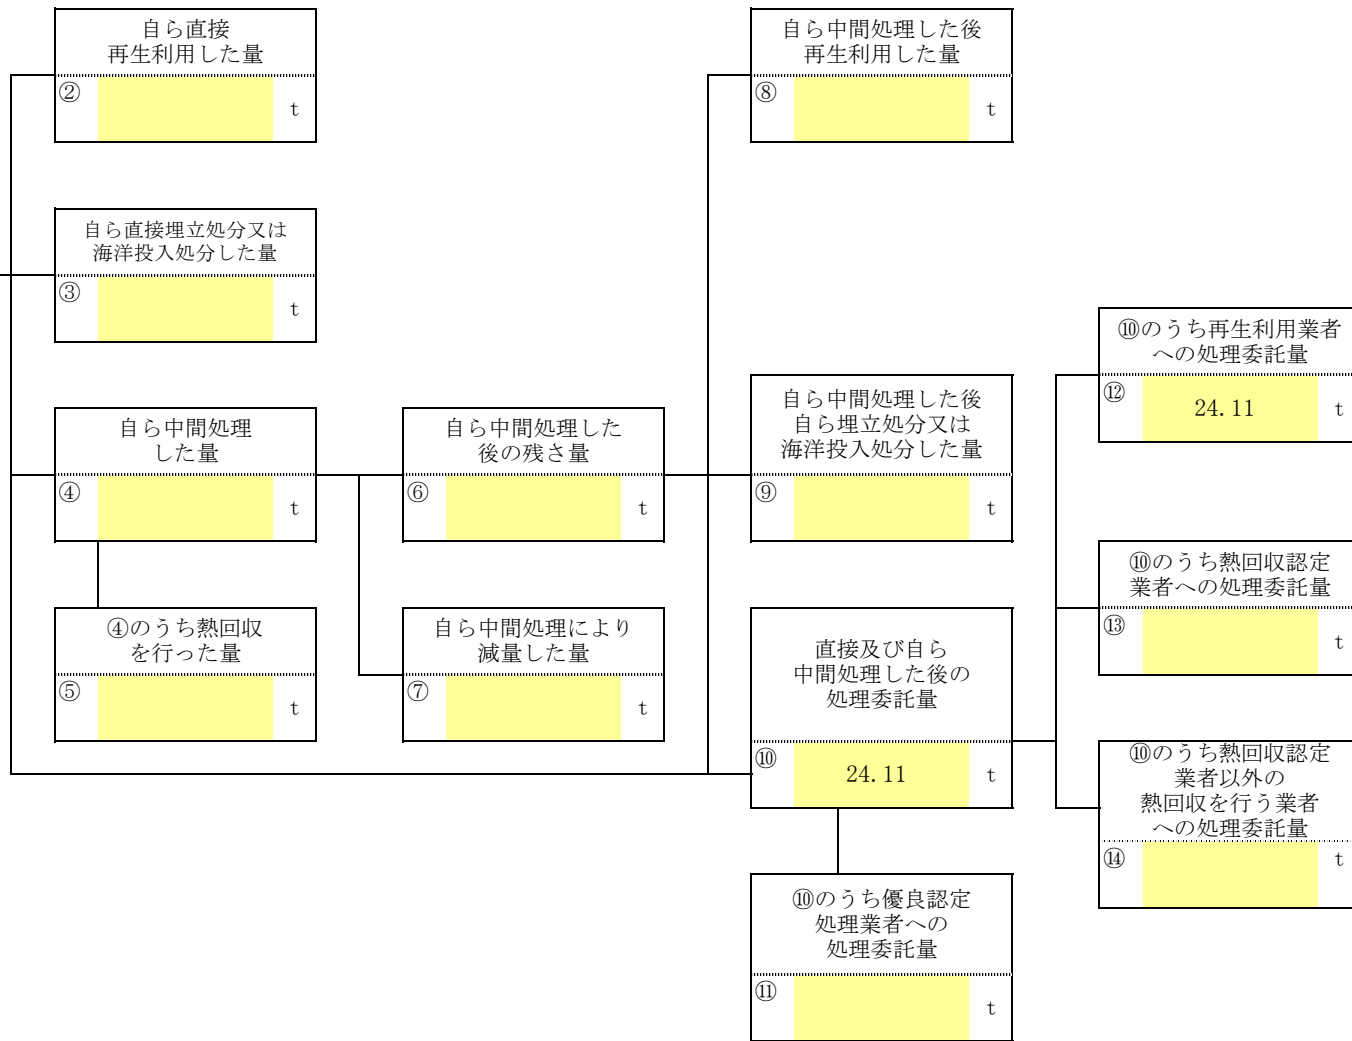 自ら直接
再生利用した量
②
t
自ら中間処理した後
再生利用した量
⑧
t
自ら直接埋立処分又は
海洋投入処分した量
③
t
⑩のうち再生利用業者
への処理委託量
⑫
24.11
t
自ら中間処理
した量
④
t
自ら中間処理した
後の残さ量
⑥
t
自ら中間処理した後
自ら埋立処分又は
海洋投入処分した量
⑨
t
⑩のうち熱回収認定
業者への処理委託量
⑬
t
④のうち熱回収
を行った量
⑤
t
自ら中間処理により
減量した量
⑦
t
直接及び自ら
中間処理した後の
処理委託量
⑩
24.11
t
⑩のうち熱回収認定
業者以外の
熱回収を行う業者
への処理委託量
⑭
t
⑩のうち優良認定
処理業者への
処理委託量
⑪
t